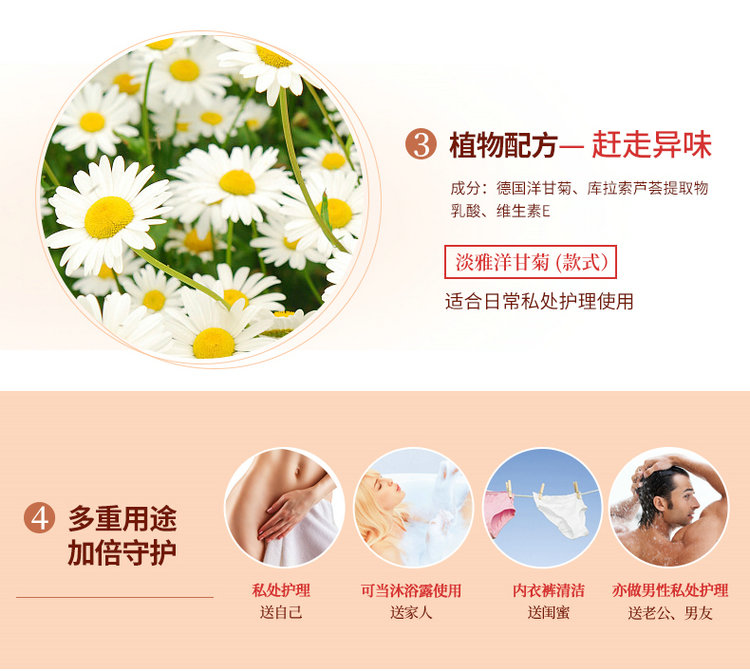 3 植物配方— 赶走异味
成分：德国洋甘菊、库拉索芦荟提取物
乳酸、维生素E
淡雅洋甘菊 (款式)
适合日常私处护理使用
4 多重用途
加倍守护
私处护理
送自己
可当沐浴露使用
送家人
内衣裤清洁
送闺蜜
亦做男性私处护理
送老公、男友